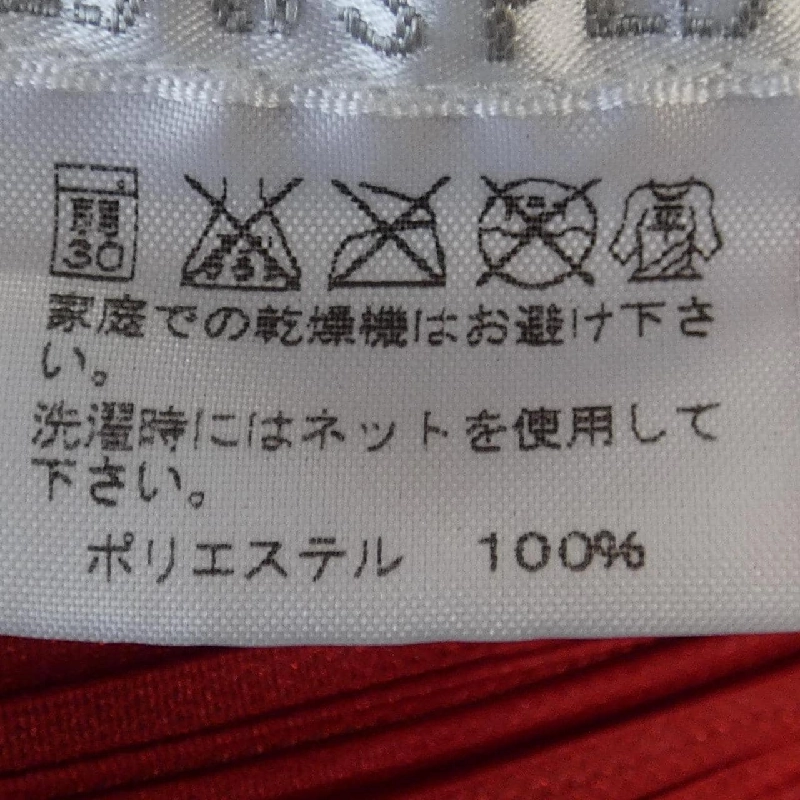 30
家庭での乾燥機はお避け下さ
い。
洗濯時にはネットを使用して
下さい。
ポリエステル 100%